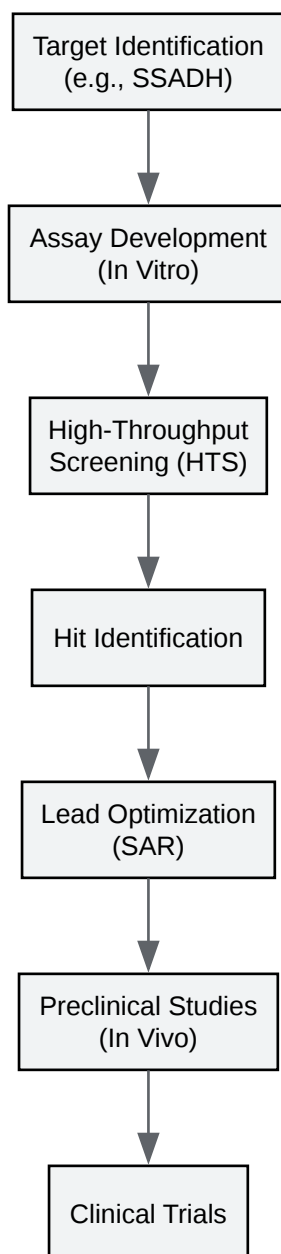 Target Identification
(e.g., SSADH)
Assay Development
(In Vitro)
High-Throughput
Screening (HTS)
Hit Identification
Lead Optimization
(SAR)
Preclinical Studies
(In Vivo)
Clinical Trials